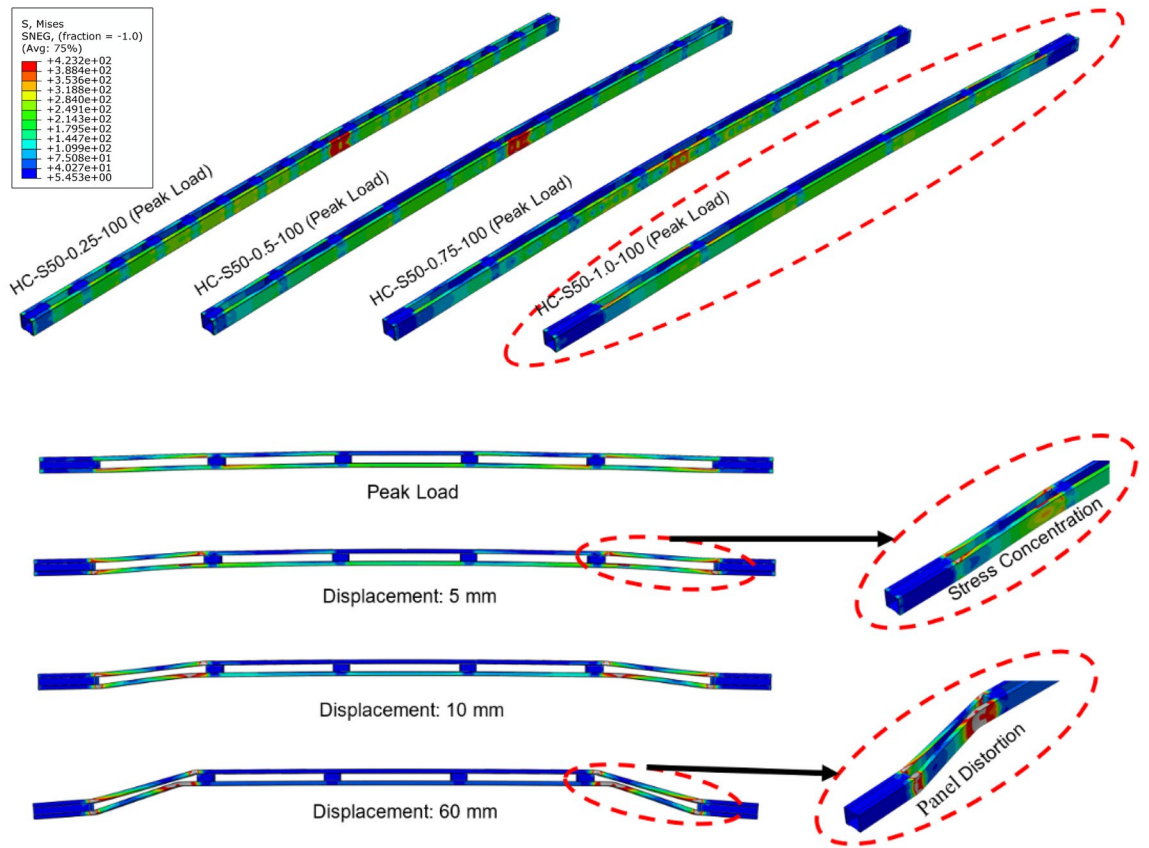 S, Mises
SNEG, (fraction = -1.0)
(Avg: 75%)
+4.232e+02
+3.884e+02
+3.536e+02
+3.188e+02
+2.840e+02
+2.491e+02
+2.143e+02
+1.795e+02
+1.447e+02
+1.099e+02
+7.508e+01
+4.027e+01
+5.453e+00
HC-S50-0.25-100 (Peak Load)
HC-S50-0.5-100 (Peak Load)
HC-S50-0.75-100 (Peak Load)
HC-S50-1.0-100 (Peak Load)
Peak Load
Stress Concentration
Displacement: 5 mm
Displacement: 10 mm
Panel Distortion
Displacement: 60 mm